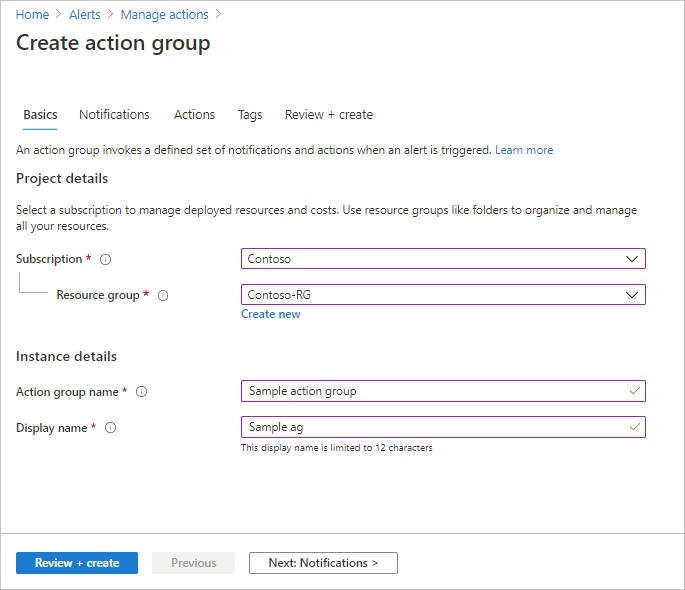 Home > Alerts > Manage actions >
Create action group
Basics Notifications Actions Tags Review + create
An action group invokes a defined set of notifications and actions when an alert is triggered. Learn more
Project details
Select a subscription to manage deployed resources and costs. Use resource groups like folders to organize and manage
all your resources.
Subscription * Contoso
Resource group * Contoso-RG
Create new
Instance details
Action group name * Sample action group
Display name * Sample ag
This display name is limited to 12 characters
Review + create Previous Next: Notifications >